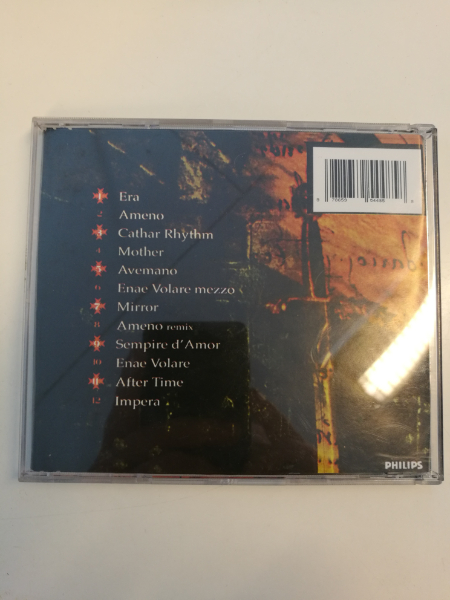 1 Era
2 Ameno
3 Cathar Rhythm
4 Mother
5 Avemano
6 Enae Volare mezzo
7 Mirror
8 Ameno remix
9 Sempire d'Amor
10 Enae Volare
11 After Time
12 Impera
PHILIPS